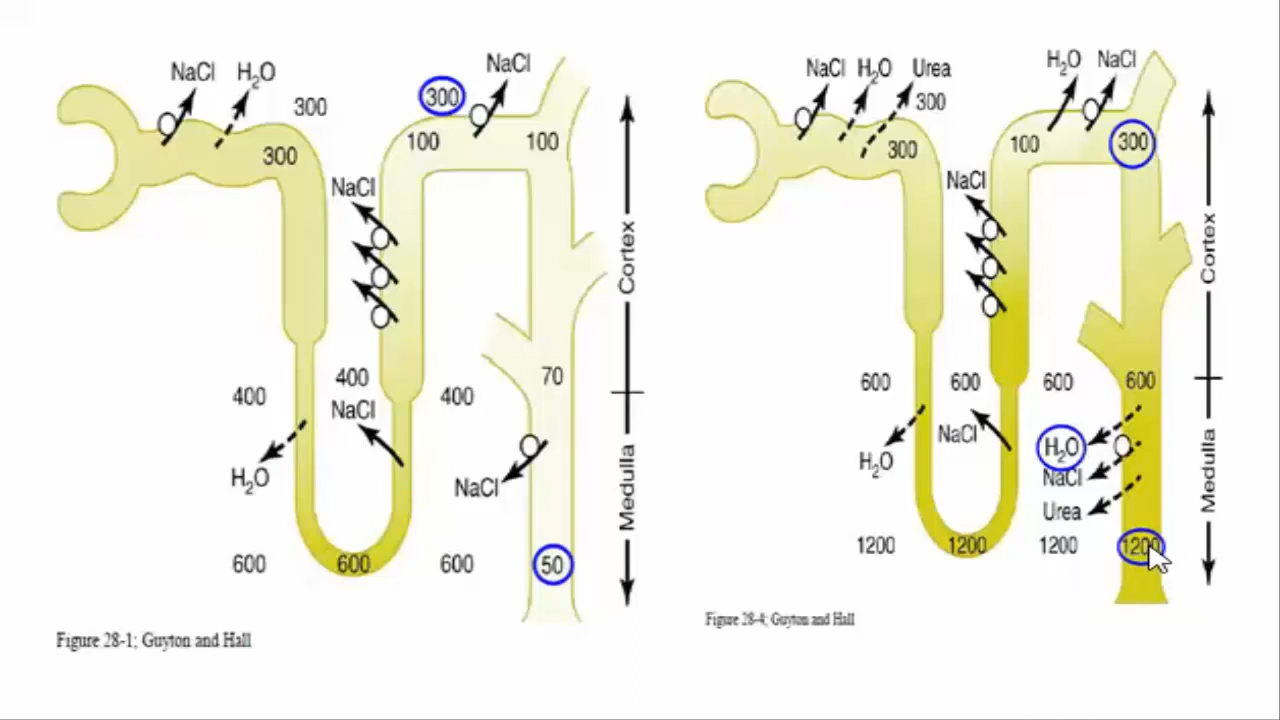 NaCl
H₂O
300
300
300
NaCl
100
100
NaCl
Cortex
400
400
400
70
NaCl
H₂O
NaCl
Medulla
600
600
600
50
Figure 28-1; Guyton and Hall
NaCl
H₂O
Urea
300
300
H₂O
NaCl
100
300
NaCl
Cortex
600
600
600
600
H₂O
NaCl
H₂O
NaCl
Urea
Medulla
1200
1200
1200
1200
Figure 28-4; Guyton and Hall